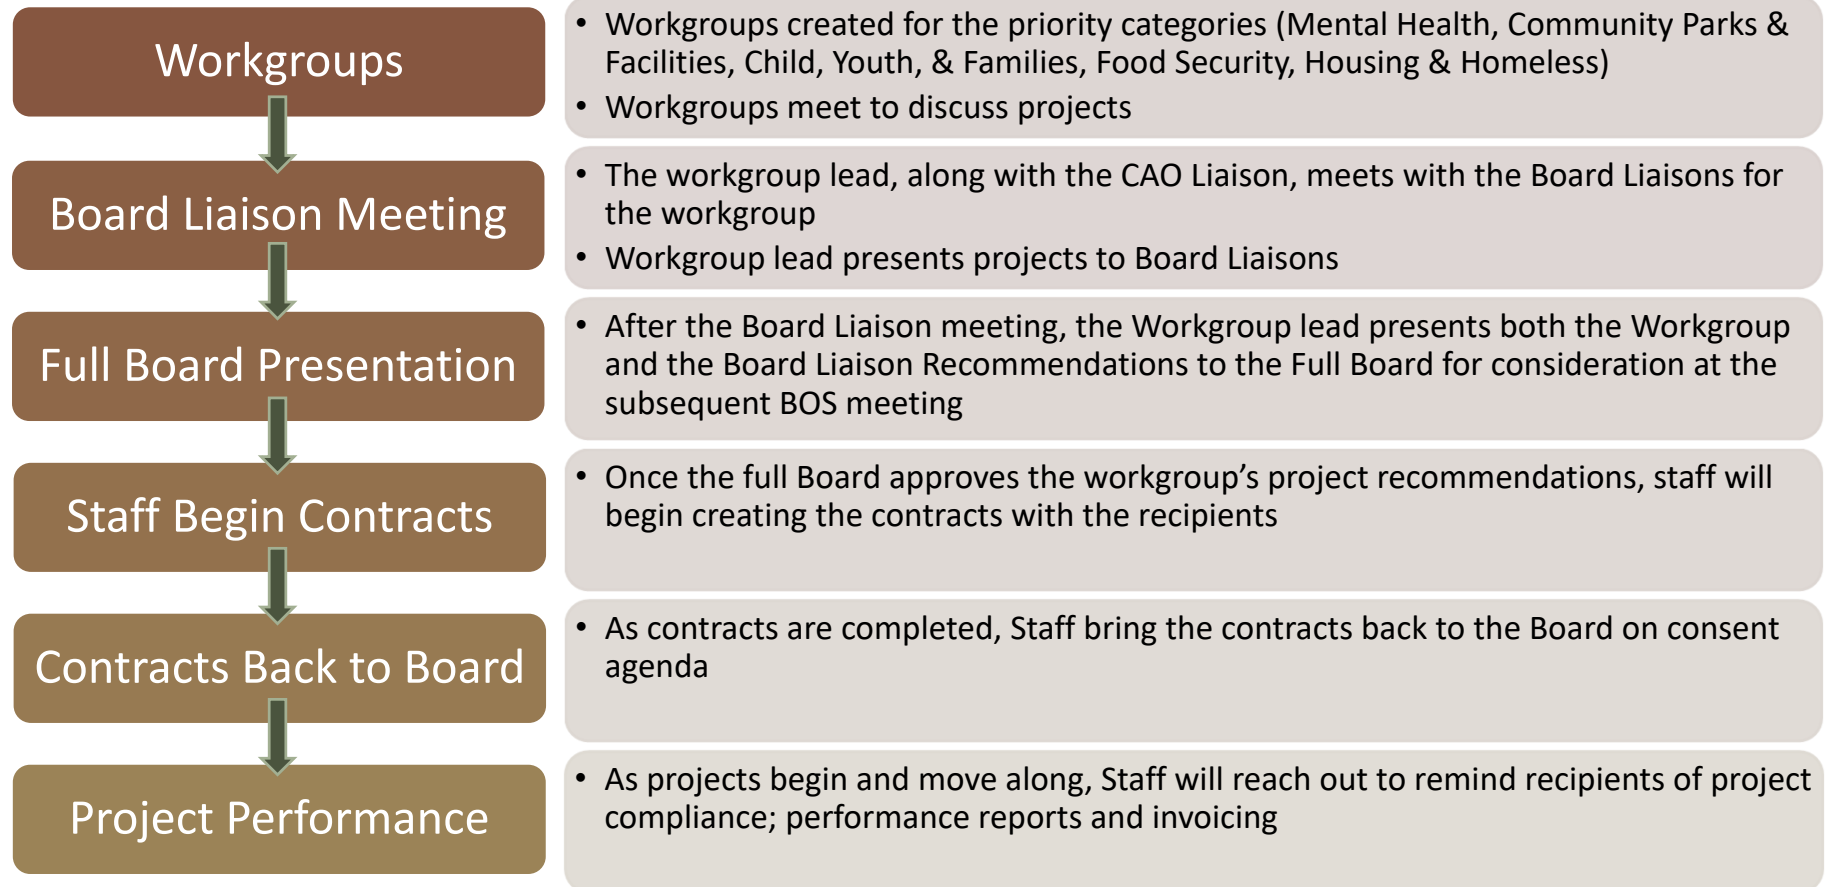 Workgroups
• Workgroups created for the priority categories (Mental Health, Community Parks &
Facilities, Child, Youth, & Families, Food Security, Housing & Homeless)
• Workgroups meet to discuss projects
Board Liaison Meeting
• The workgroup lead, along with the CAO Liaison, meets with the Board Liaisons for
the workgroup
• Workgroup lead presents projects to Board Liaisons
Full Board Presentation
• After the Board Liaison meeting, the Workgroup lead presents both the Workgroup
and the Board Liaison Recommendations to the Full Board for consideration at the
subsequent BOS meeting
Staff Begin Contracts
• Once the full Board approves the workgroup’s project recommendations, staff will
begin creating the contracts with the recipients
Contracts Back to Board
• As contracts are completed, Staff bring the contracts back to the Board on consent
agenda
Project Performance
• As projects begin and move along, Staff will reach out to remind recipients of project
compliance; performance reports and invoicing